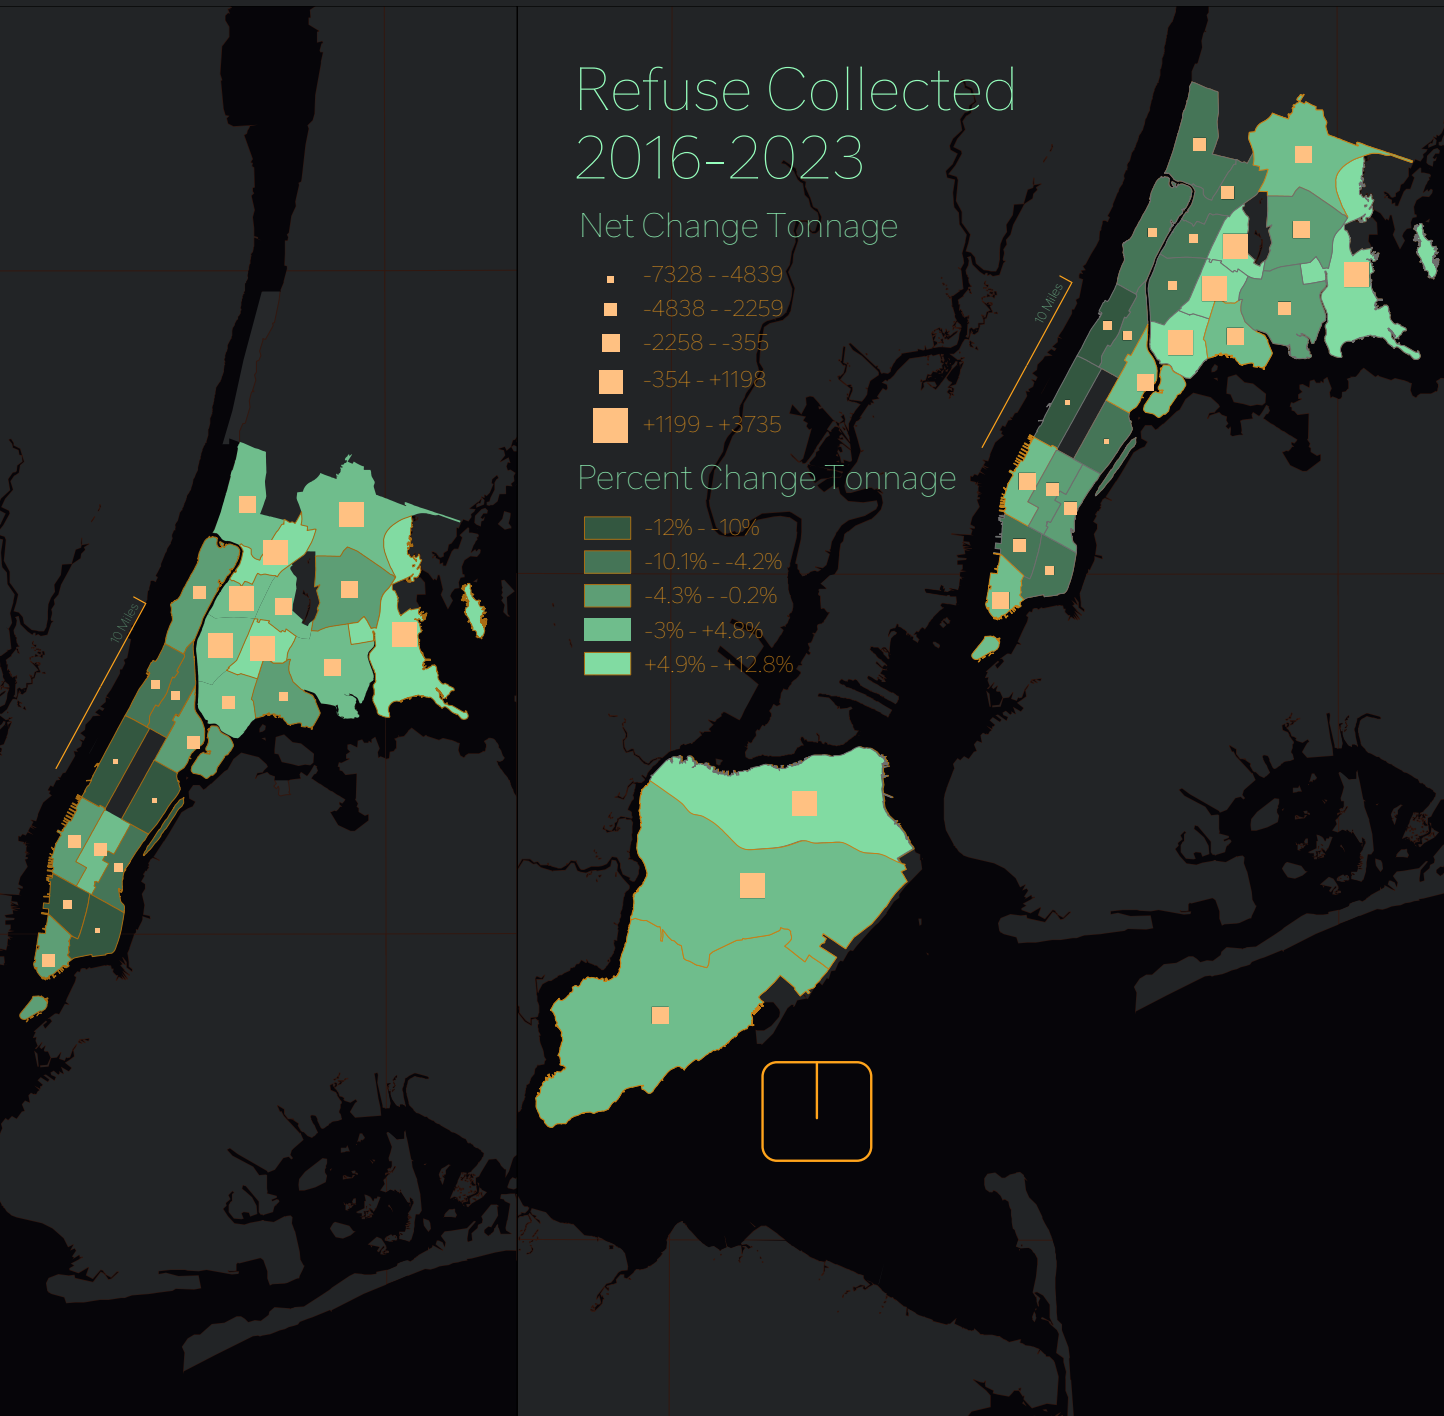 Refuse Collected
2016-2023
Net Change Tonnage
-7328 - -4839
-4838 - -2259
-2258 - -355
-354 - +1198
+1199 - +3735
Percent Change Tonnage
-12% - -10%
-10.1% - -4.2%
-4.3% - -0.2%
-3% - +4.8%
+4.9% - +12.8%
10 Miles
10 Miles